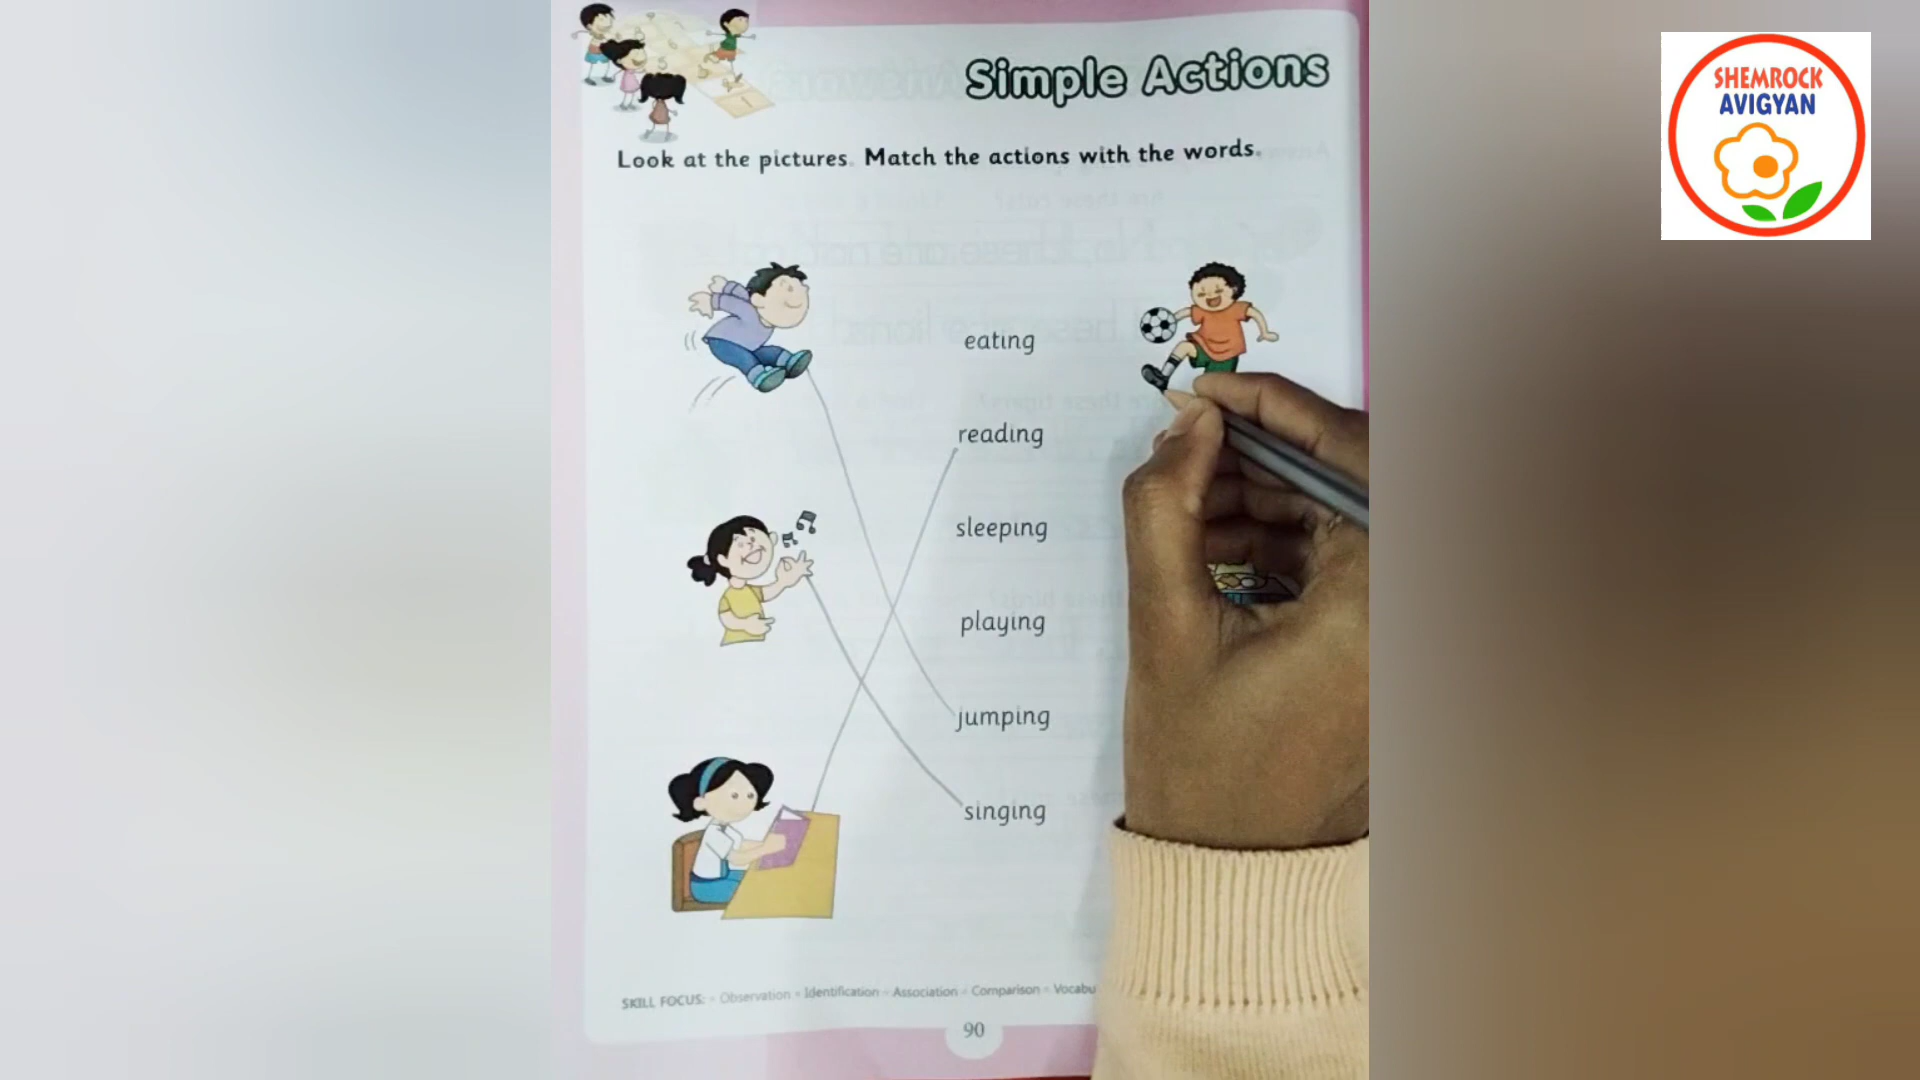 Simple Actions
Look at the pictures. Match the actions with the words.
eating
reading
sleeping
playing
jumping
singing
SKILL FOCUS: • Observation • Identification • Association • Comparison •
90
SHEMROCK
AVIGYAN